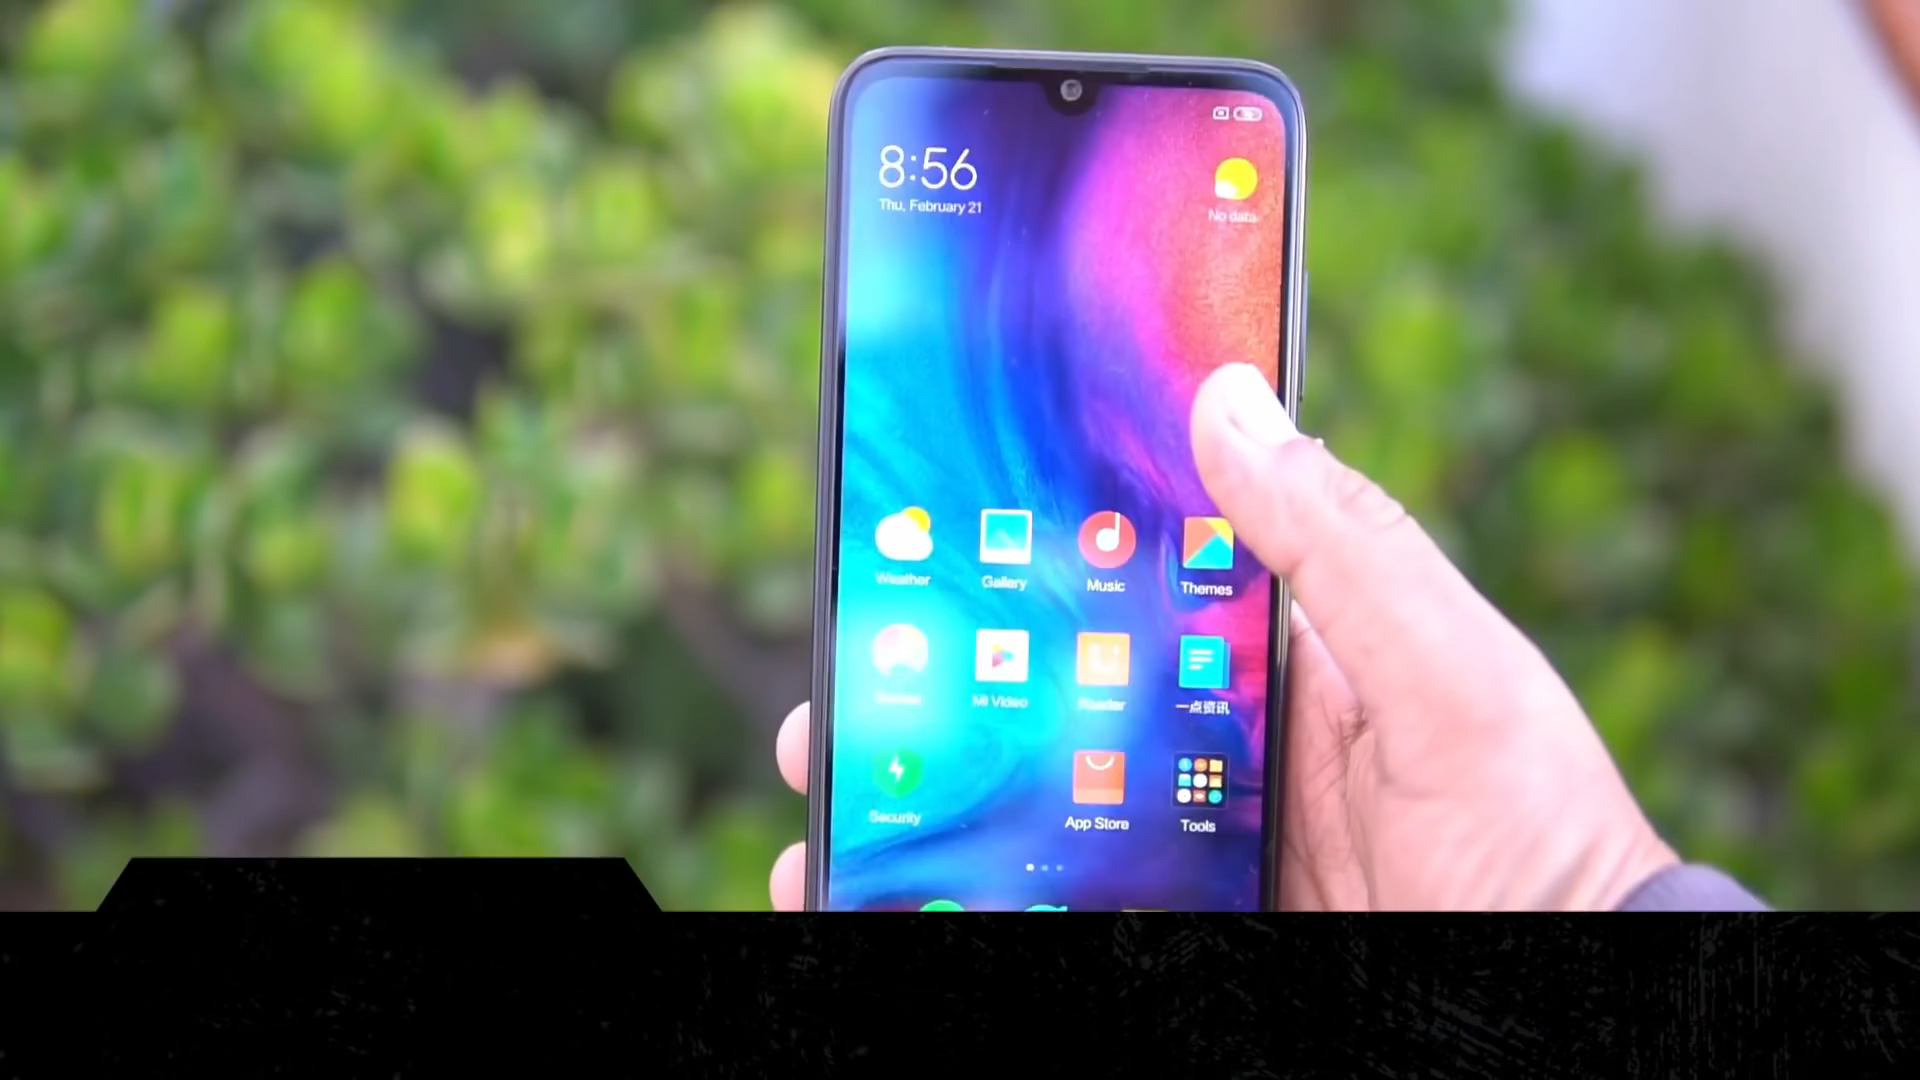 8:56
Thu, February 21
No data
Weather
Gallery
Music
Themes
Mi Video
Reader
一点资讯
Security
App Store
Tools